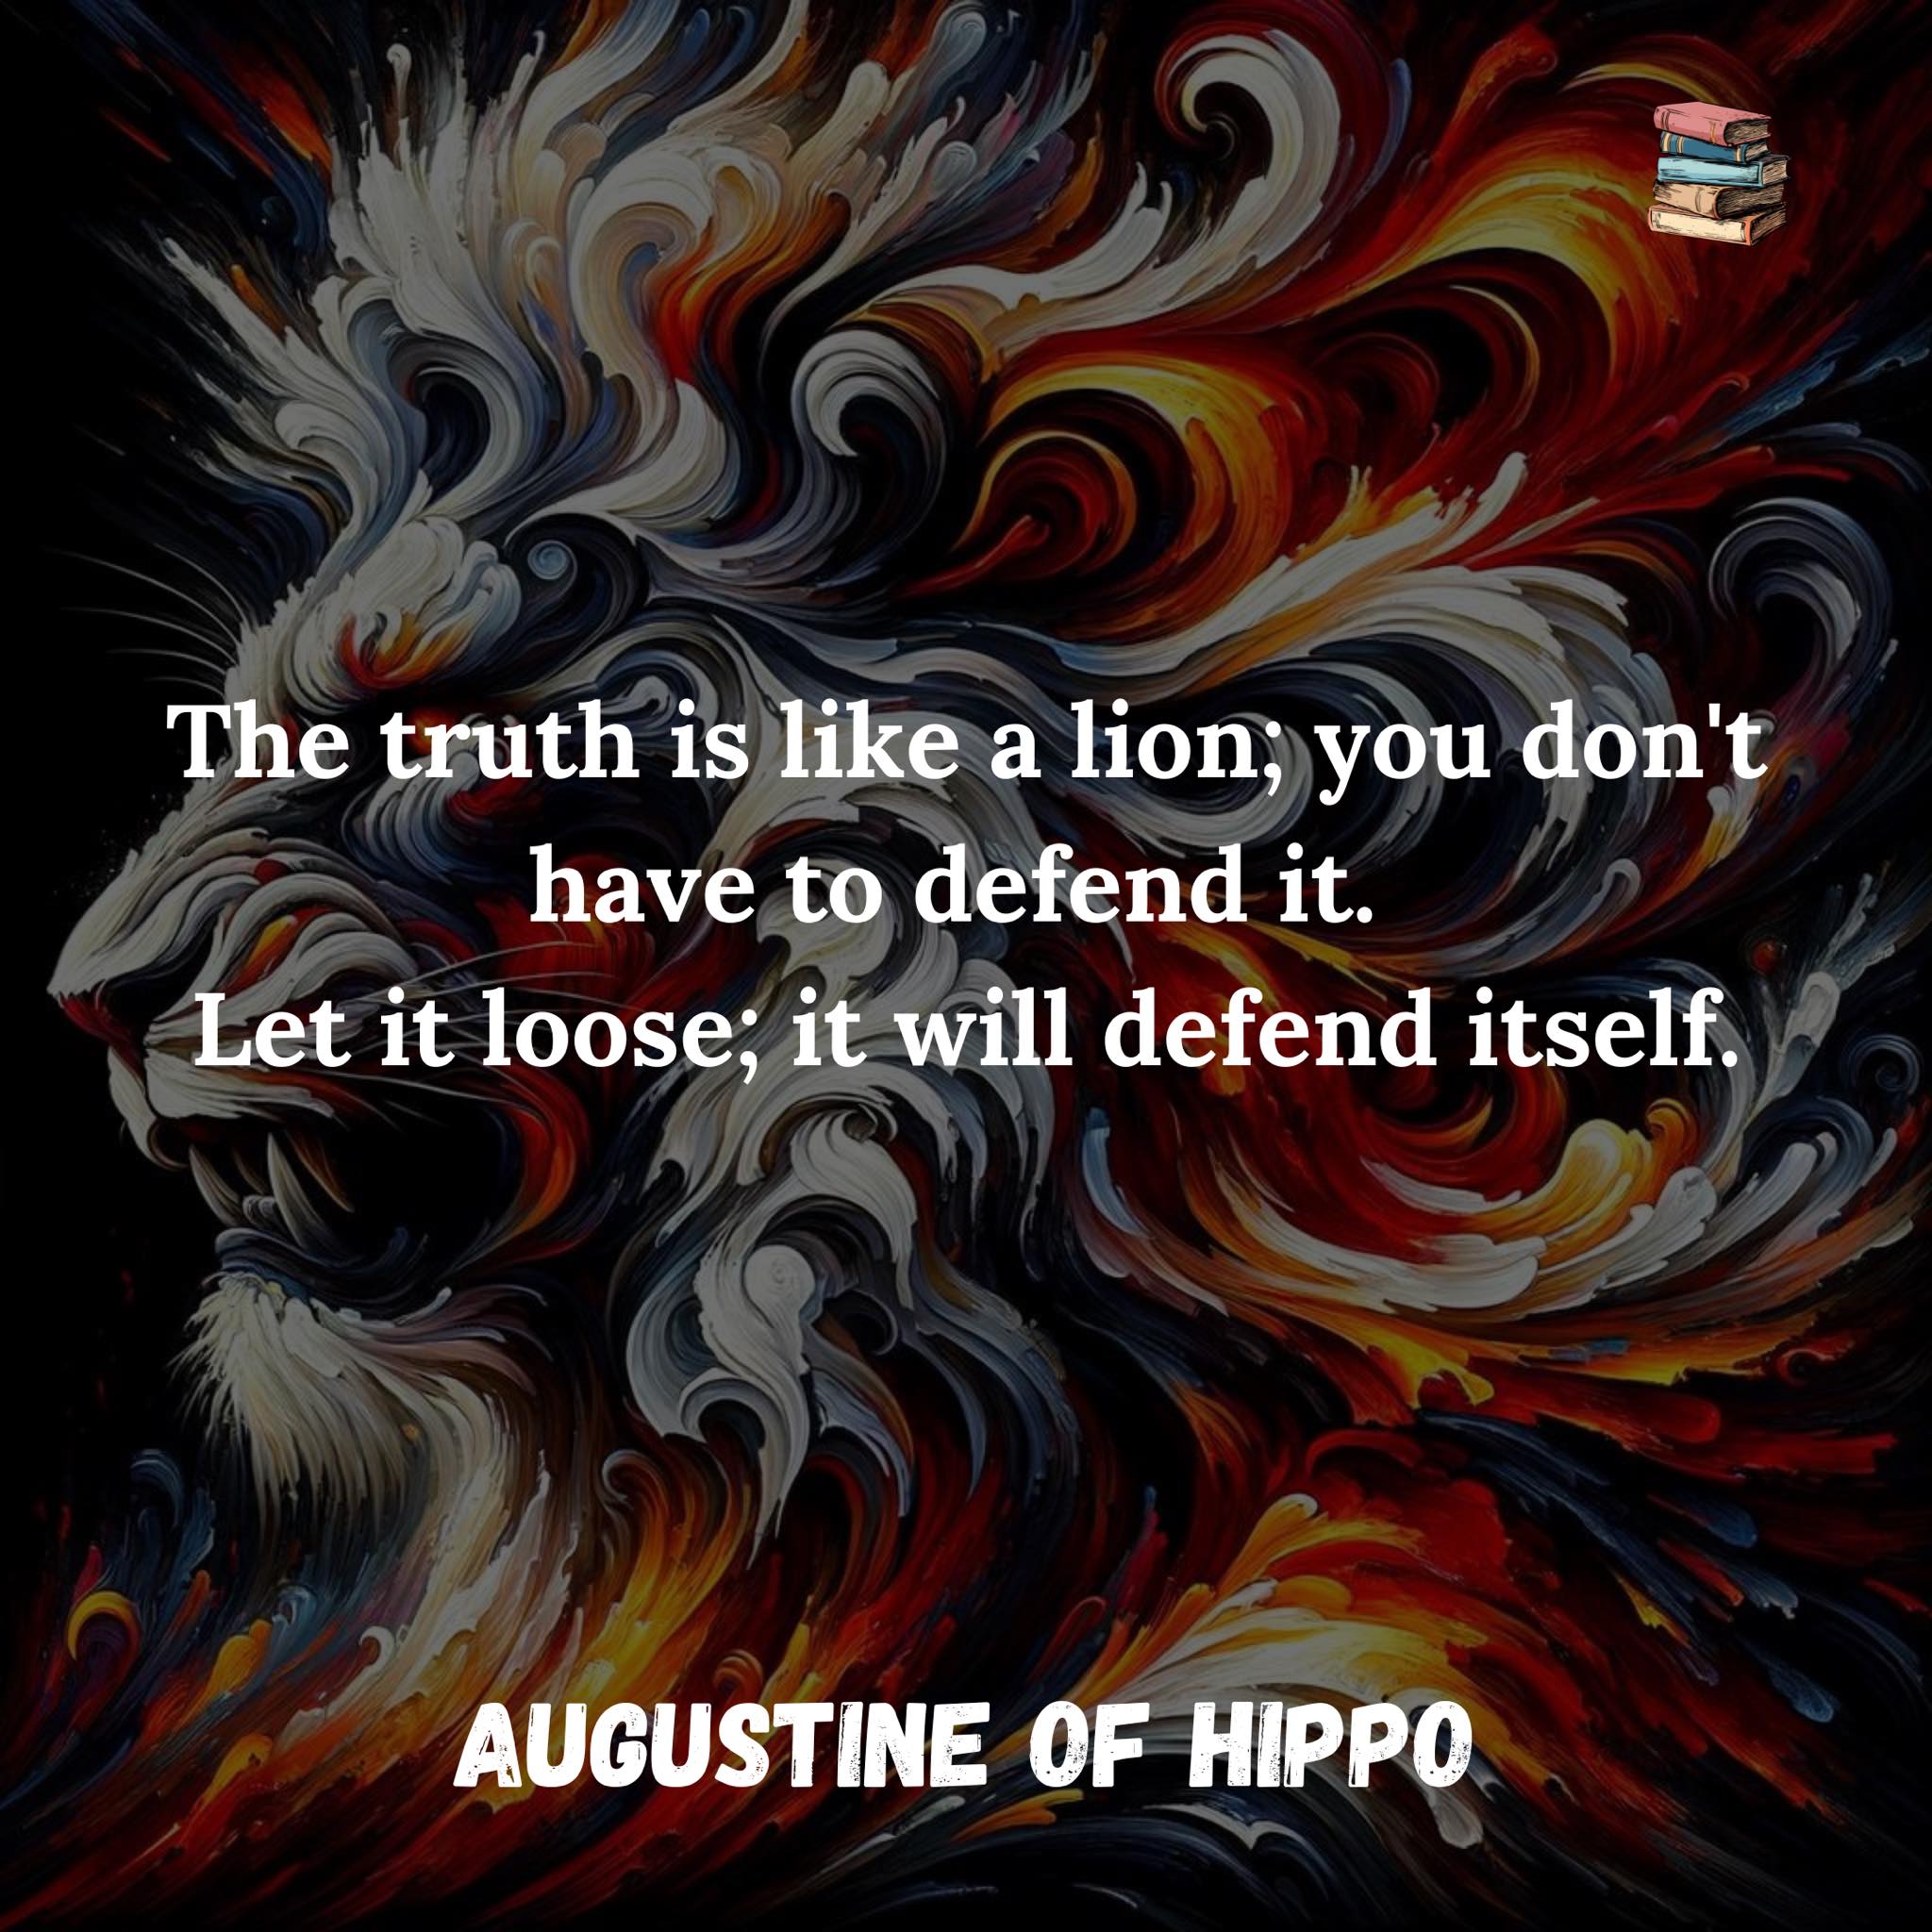 The truth is like a lion; you don't
have to defend it.
Let it loose; it will defend itself.
AUGUSTINE OF HIPPO